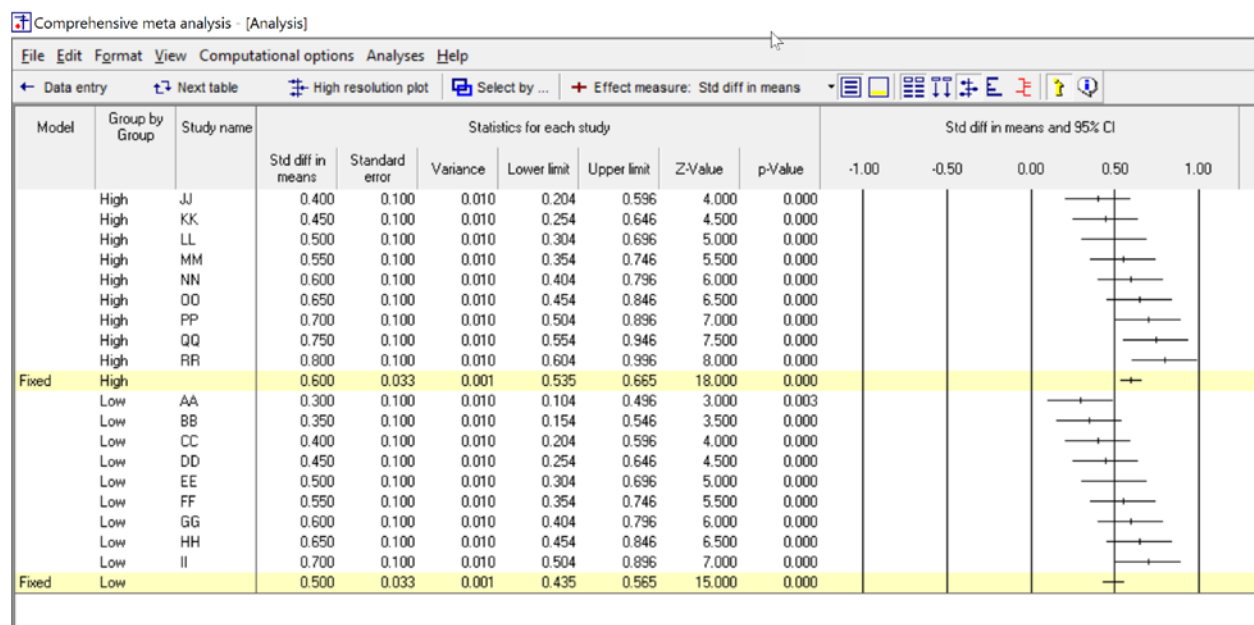 Comprehensive meta analysis - [Analysis]
File Edit Format View Computational options Analyses Help
← Data entry Next table High resolution plot Select by ... + Effect measure: Std diff in means
Model Group by Group Study name Statistics for each study Std diff in means and 95% CI
Std diff in means Standard error Variance Lower limit Upper limit Z-Value p-Value -1.00 -0.50 0.00 0.50 1.00
High JJ 0.400 0.100 0.010 0.204 0.596 4.000 0.000
High KK 0.450 0.100 0.010 0.254 0.646 4.500 0.000
High LL 0.500 0.100 0.010 0.304 0.696 5.000 0.000
High MM 0.550 0.100 0.010 0.354 0.746 5.500 0.000
High NN 0.600 0.100 0.010 0.404 0.796 6.000 0.000
High OO 0.650 0.100 0.010 0.454 0.846 6.500 0.000
High PP 0.700 0.100 0.010 0.504 0.896 7.000 0.000
High QQ 0.750 0.100 0.010 0.554 0.946 7.500 0.000
High RR 0.800 0.100 0.010 0.604 0.996 8.000 0.000
Fixed High 0.600 0.033 0.001 0.535 0.665 18.000 0.000
Low AA 0.300 0.100 0.010 0.104 0.496 3.000 0.003
Low BB 0.350 0.100 0.010 0.154 0.546 3.500 0.000
Low CC 0.400 0.100 0.010 0.204 0.596 4.000 0.000
Low DD 0.450 0.100 0.010 0.254 0.646 4.500 0.000
Low EE 0.500 0.100 0.010 0.304 0.696 5.000 0.000
Low FF 0.550 0.100 0.010 0.354 0.746 5.500 0.000
Low GG 0.600 0.100 0.010 0.404 0.796 6.000 0.000
Low HH 0.650 0.100 0.010 0.454 0.846 6.500 0.000
Low II 0.700 0.100 0.010 0.504 0.896 7.000 0.000
Fixed Low 0.500 0.033 0.001 0.435 0.565 15.000 0.000